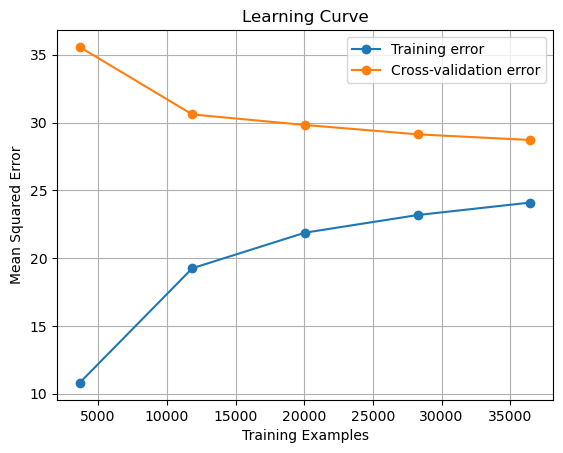 Learning Curve
Training error
Cross-validation error
35
30
25
20
15
10
Mean Squared Error
5000 10000 15000 20000 25000 30000 35000
Training Examples